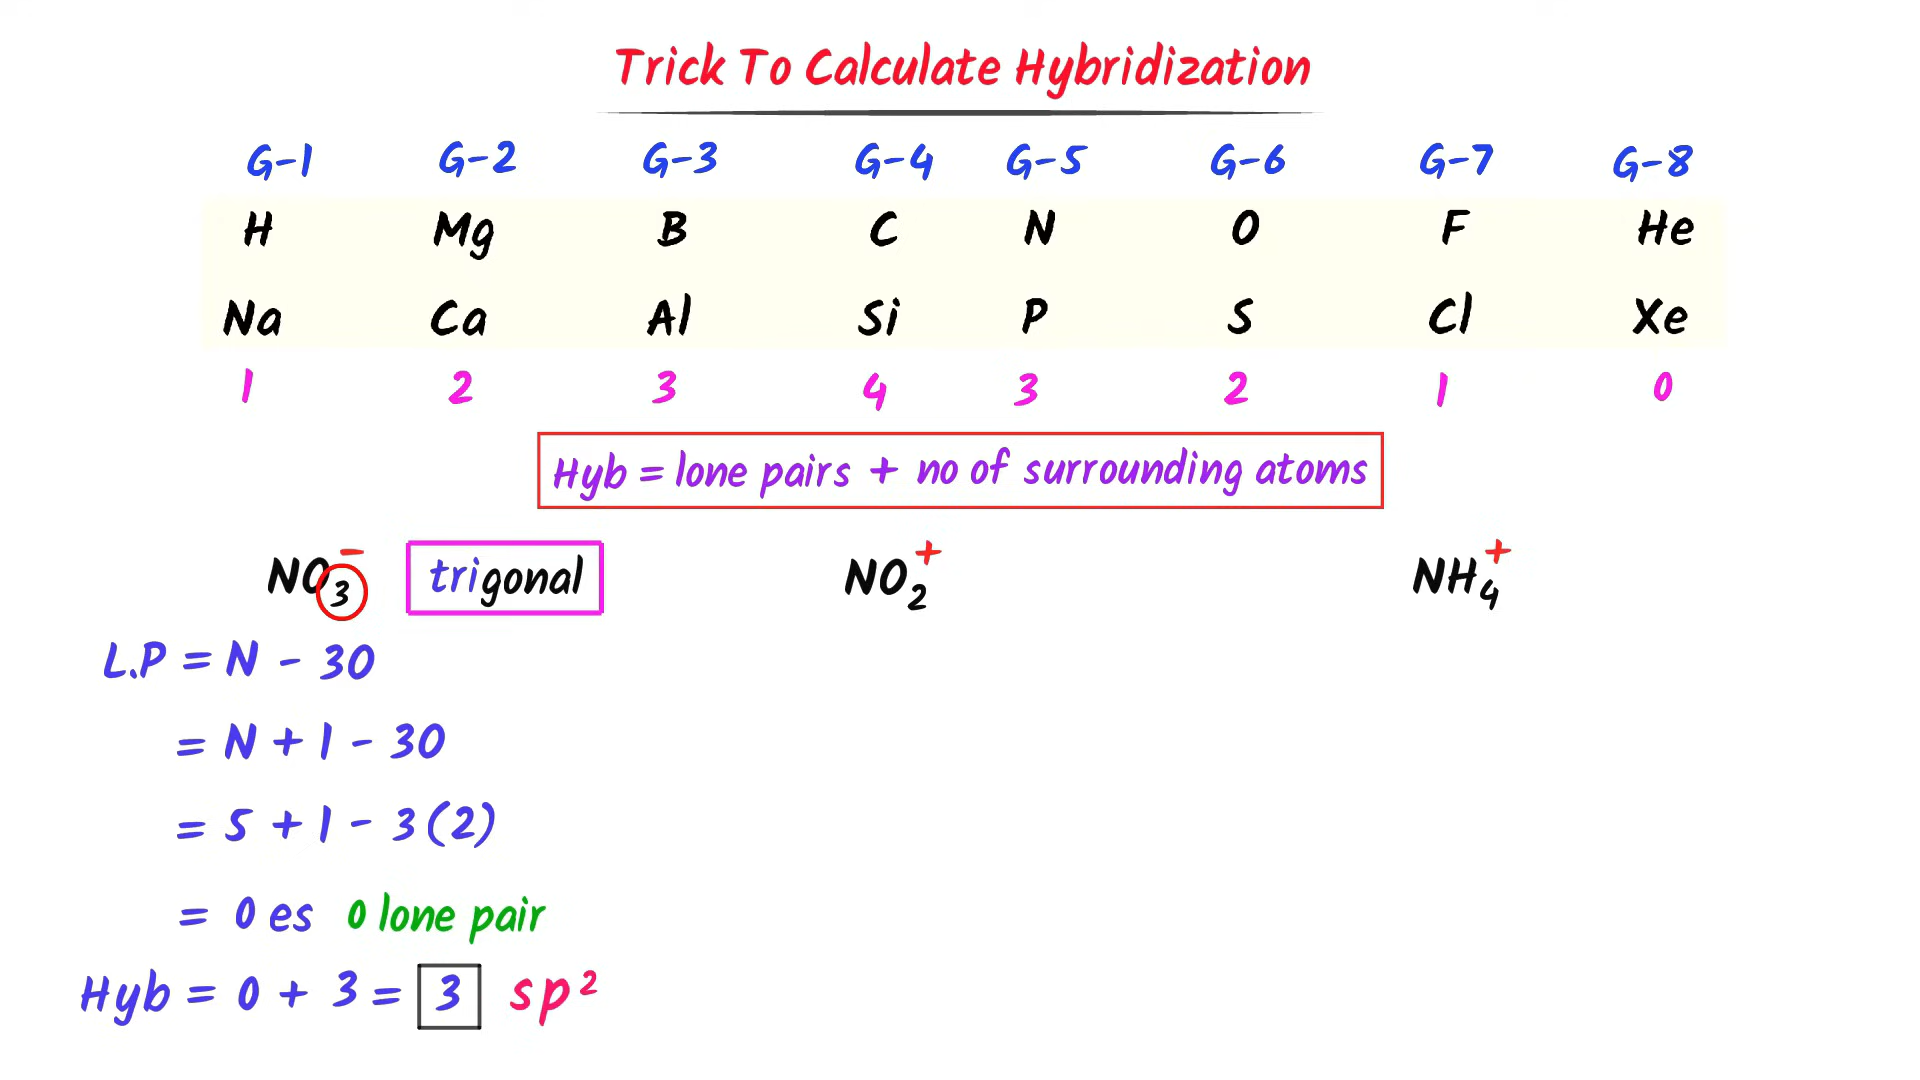 Trick To Calculate Hybridization
G-1 G-2 G-3 G-4 G-5 G-6 G-7 G-8
H Mg B C N O F He
Na Ca Al Si P S Cl Xe
1 2 3 4 3 2 1 0
Hyb = lone pairs + no of surrounding atoms
NO₃⁻ trigonal NO₂⁺ NH₄⁺
L.P = N - 3O
= N + 1 - 3O
= 5 + 1 - 3(2)
= 0 es 0 lone pair
Hyb = 0 + 3 = 3 sp²